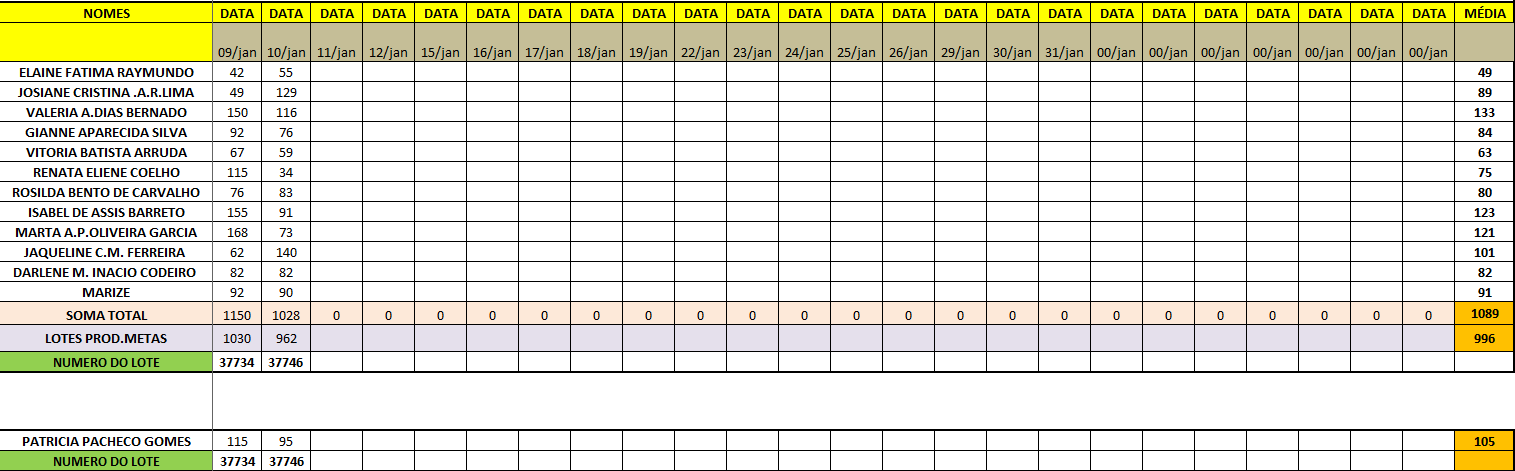 NOMES DATA DATA DATA DATA DATA DATA DATA DATA DATA DATA DATA DATA DATA DATA DATA DATA DATA DATA DATA DATA DATA DATA DATA DATA MÉDIA
09/jan 10/jan 11/jan 12/jan 15/jan 16/jan 17/jan 18/jan 19/jan 22/jan 23/jan 24/jan 25/jan 26/jan 29/jan 30/jan 31/jan 00/jan 00/jan 00/jan 00/jan 00/jan 00/jan 00/jan
ELAINE FATIMA RAYMUNDO 42 55 49
JOSIANE CRISTINA .A.R.LIMA 49 129 89
VALERIA A.DIAS BERNADO 150 116 133
GIANNE APARECIDA SILVA 92 76 84
VITORIA BATISTA ARRUDA 67 59 63
RENATA ELIENE COELHO 115 34 75
ROSILDA BENTO DE CARVALHO 76 83 80
ISABEL DE ASSIS BARRETO 155 91 123
MARTA A.P.OLIVEIRA GARCIA 168 73 121
JAQUELINE C.M. FERREIRA 62 140 101
DARLENE M. INACIO CODEIRO 82 82 82
MARIZE 92 90 91
SOMA TOTAL 1150 1028 0 0 0 0 0 0 0 0 0 0 0 0 0 0 0 0 0 0 0 0 0 0 1089
LOTES PROD.METAS 1030 962 996
NUMERO DO LOTE 37734 37746
PATRICIA PACHECO GOMES 115 95 105
NUMERO DO LOTE 37734 37746